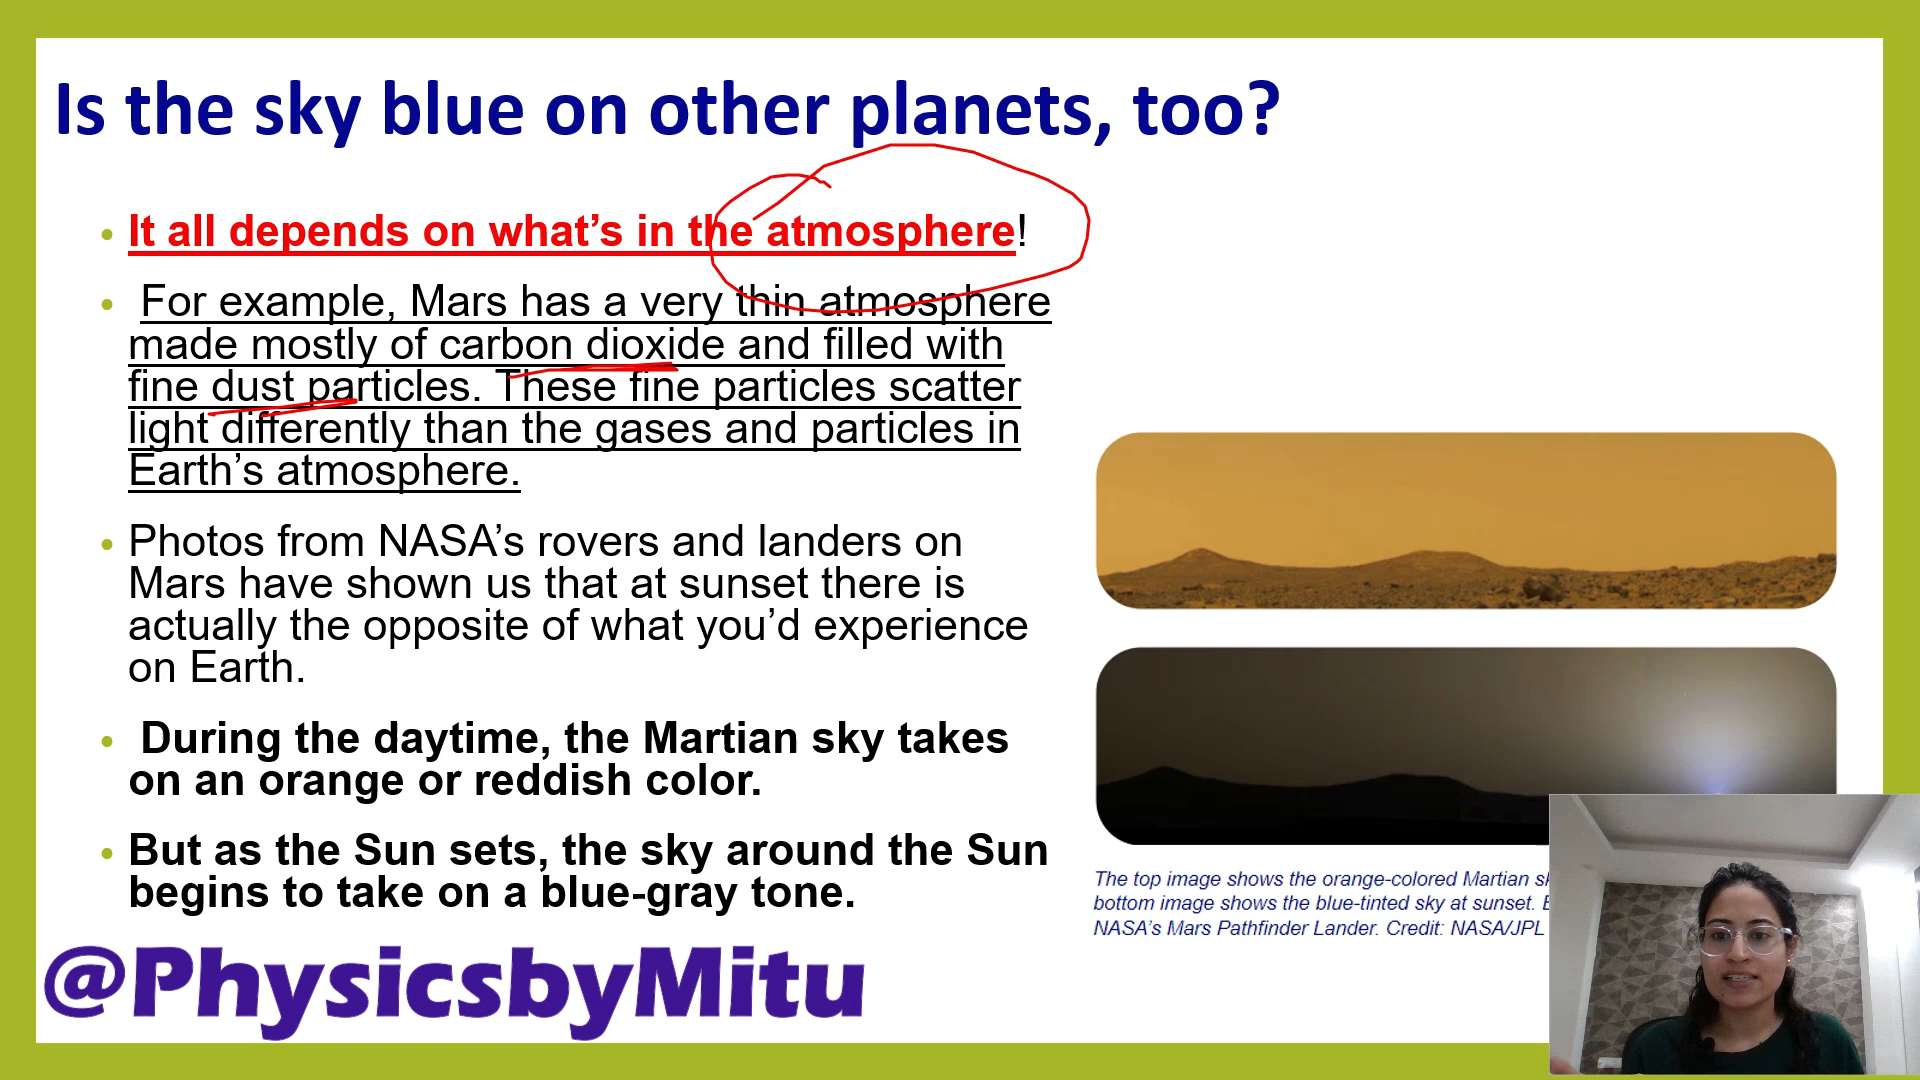 Is the sky blue on other planets, too?
• It all depends on what’s in the atmosphere!
• For example, Mars has a very thin atmosphere
made mostly of carbon dioxide and filled with
fine dust particles. These fine particles scatter
light differently than the gases and particles in
Earth’s atmosphere.
• Photos from NASA’s rovers and landers on
Mars have shown us that at sunset there is
actually the opposite of what you’d experience
on Earth.
• During the daytime, the Martian sky takes
on an orange or reddish color.
• But as the Sun sets, the sky around the Sun
begins to take on a blue-gray tone.
The top image shows the orange-colored Martian
bottom image shows the blue-tinted sky at sunset.
NASA’s Mars Pathfinder Lander. Credit: NASA/JPL
@PhysicsbyMitu